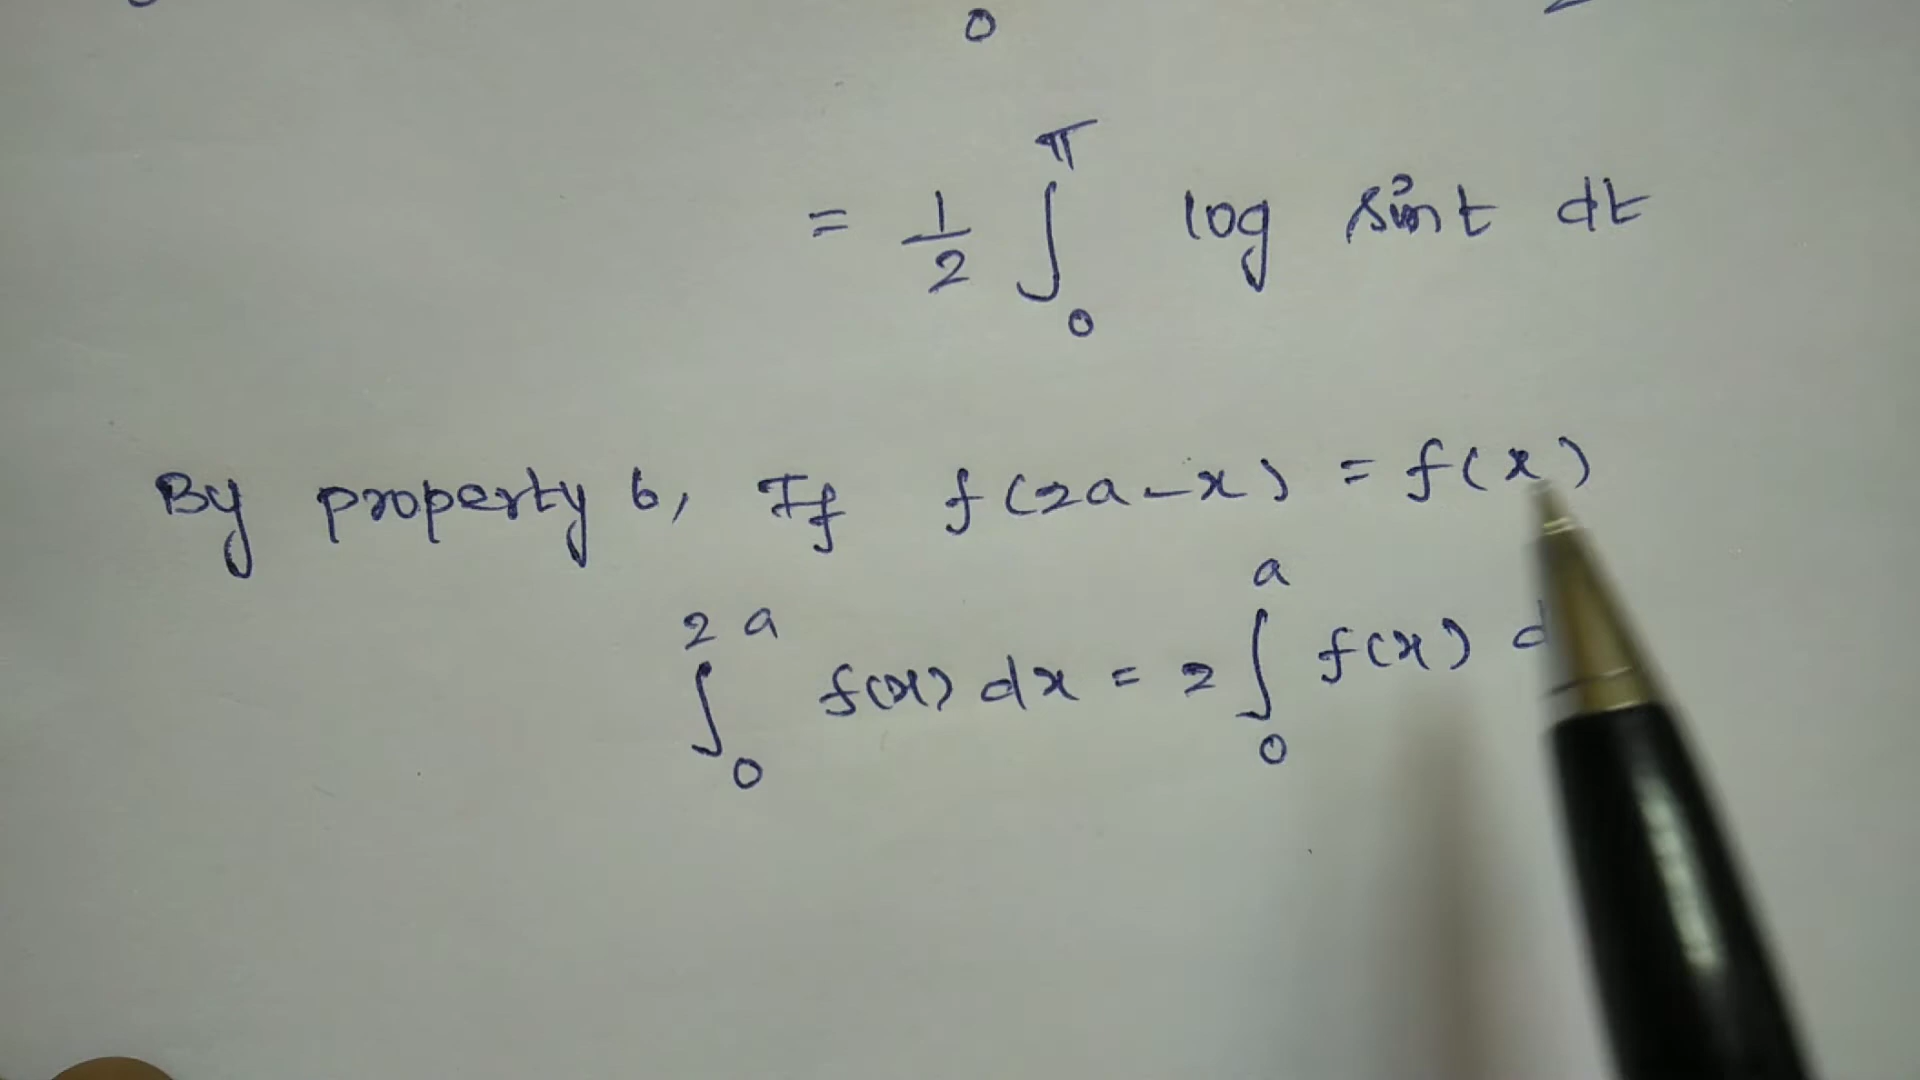 0
= 1/2 ∫₀^π log sin t dt
By property 6, If f(2a-x) = f(x)
∫₀^2a f(x) dx = 2 ∫₀^a f(x) d